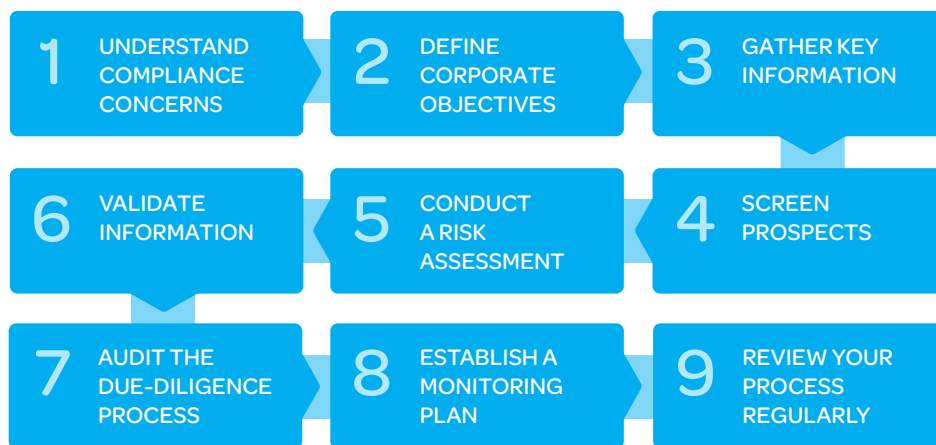 1
UNDERSTAND
COMPLIANCE
CONCERNS
2
DEFINE
CORPORATE
OBJECTIVES
3
GATHER KEY
INFORMATION
4
SCREEN
PROSPECTS
5
CONDUCT
A RISK
ASSESSMENT
6
VALIDATE
INFORMATION
7
AUDIT THE
DUE-DILIGENCE
PROCESS
8
ESTABLISH A
MONITORING
PLAN
9
REVIEW YOUR
PROCESS
REGULARLY